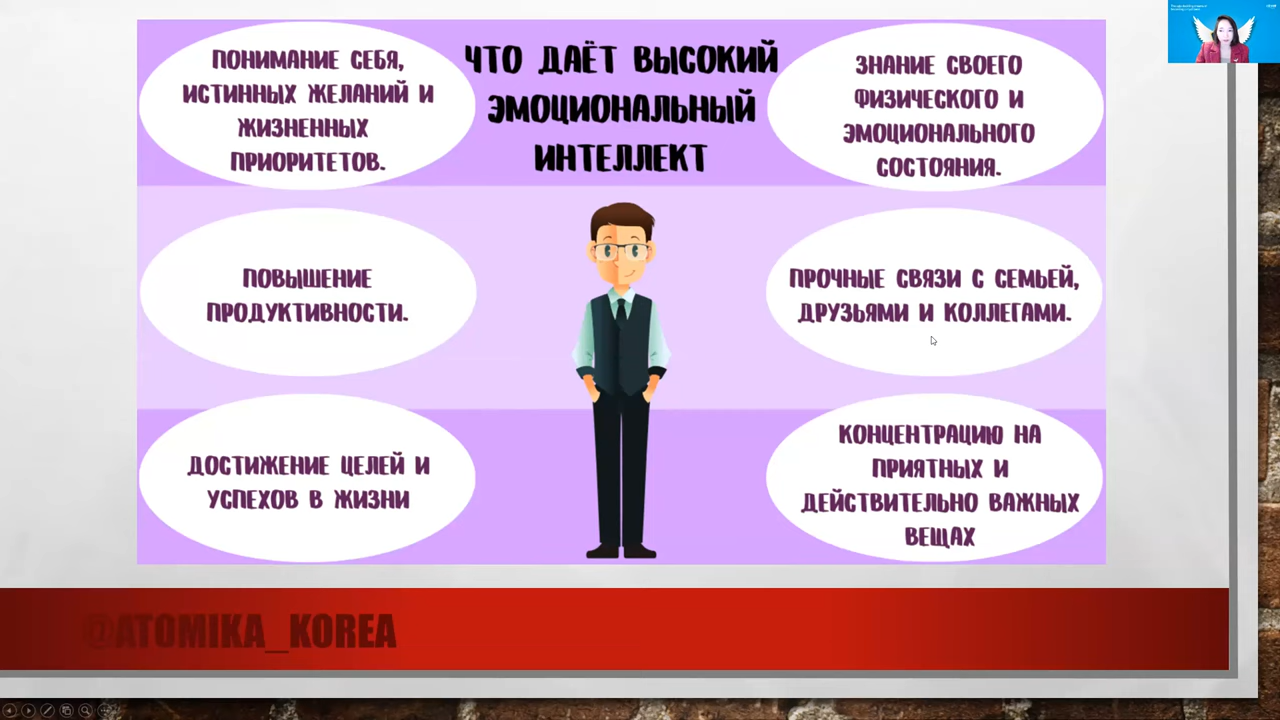 ЧТО ДАЁТ ВЫСОКИЙ
ЭМОЦИОНАЛЬНЫЙ
ИНТЕЛЛЕКТ
ПОНИМАНИЕ СЕБЯ,
ИСТИННЫХ ЖЕЛАНИЙ И
ЖИЗНЕННЫХ
ПРИОРИТЕТОВ.
ЗНАНИЕ СВОЕГО
ФИЗИЧЕСКОГО И
ЭМОЦИОНАЛЬНОГО
СОСТОЯНИЯ.
ПОВЫШЕНИЕ
ПРОДУКТИВНОСТИ.
ПРОЧНЫЕ СВЯЗИ С СЕМЬЕЙ,
ДРУЗЬЯМИ И КОЛЛЕГАМИ.
ДОСТИЖЕНИЕ ЦЕЛЕЙ И
УСПЕХОВ В ЖИЗНИ
КОНЦЕНТРАЦИЮ НА
ПРИЯТНЫХ И
ДЕЙСТВИТЕЛЬНО ВАЖНЫХ
ВЕЩАХ
@ATOMIKA_KOREA